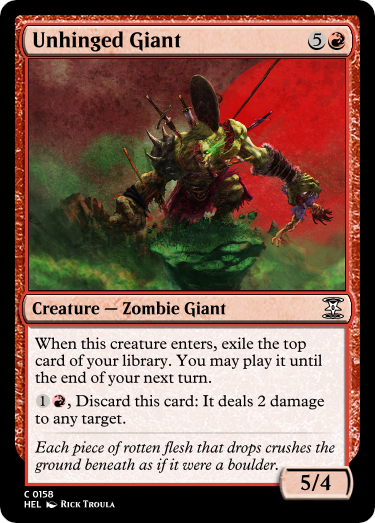 Unhinged Giant 5
Creature — Zombie Giant
When this creature enters, exile the top
card of your library. You may play it until
the end of your next turn.
1 , Discard this card: It deals 2 damage
to any target.
Each piece of rotten flesh that drops crushes the
ground beneath as if it were a boulder.
5/4
C 0158
HEL Rick Troula